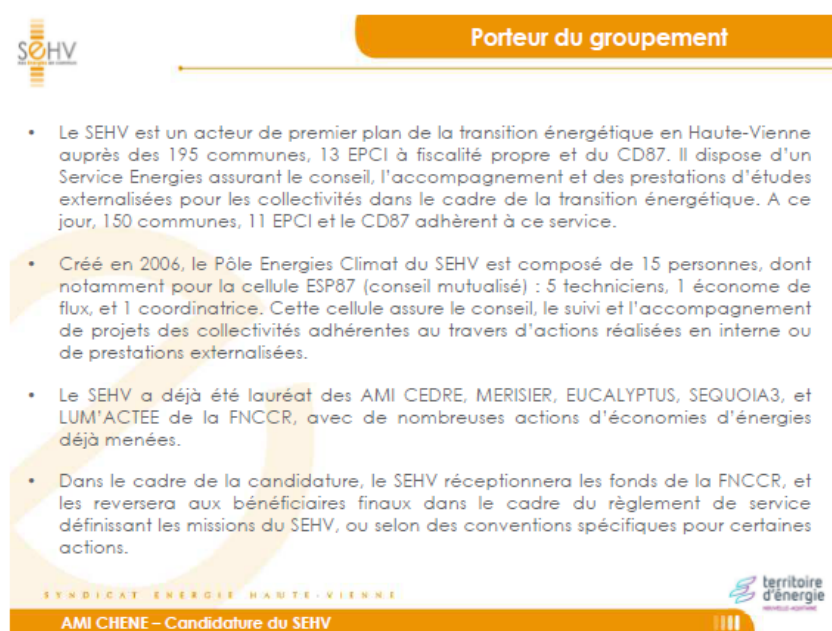 SEHV
Porteur du groupement
• Le SEHV est un acteur de premier plan de la transition énergétique en Haute-Vienne
auprès des 195 communes, 13 EPCI à fiscalité propre et du CD87. Il dispose d'un
Service Energies assurant le conseil, l'accompagnement et des prestations d'études
externalisées pour les collectivités dans le cadre de la transition énergétique. A ce
jour, 150 communes, 11 EPCI et le CD87 adhèrent à ce service.
• Créé en 2006, le Pôle Energies Climat du SEHV est composé de 15 personnes, dont
notamment pour la cellule ESP87 (conseil mutualisé) : 5 techniciens, 1 économe de
flux, et 1 coordinatrice. Cette cellule assure le conseil, le suivi et l'accompagnement
de projets des collectivités adhérentes au travers d'actions réalisées en interne ou
de prestations externalisées.
• Le SEHV a déjà été lauréat des AMI CEDRE, MERISIER, EUCALYPTUS, SEQUOIA3, et
LUM'ACTEE de la FNCCR, avec de nombreuses actions d'économies d'énergies
déjà menées.
• Dans le cadre de la candidature, le SEHV réceptionnera les fonds de la FNCCR, et
les reversera aux bénéficiaires finaux dans le cadre du règlement de service
définissant les missions du SEHV, ou selon des conventions spécifiques pour certaines
actions.
SYNDICAT ENERGIE HAUTE-VIENNE
territoire
d'énergie
NOUVELLE-AQUITAINE
AMI CHENE – Candidature du SEHV